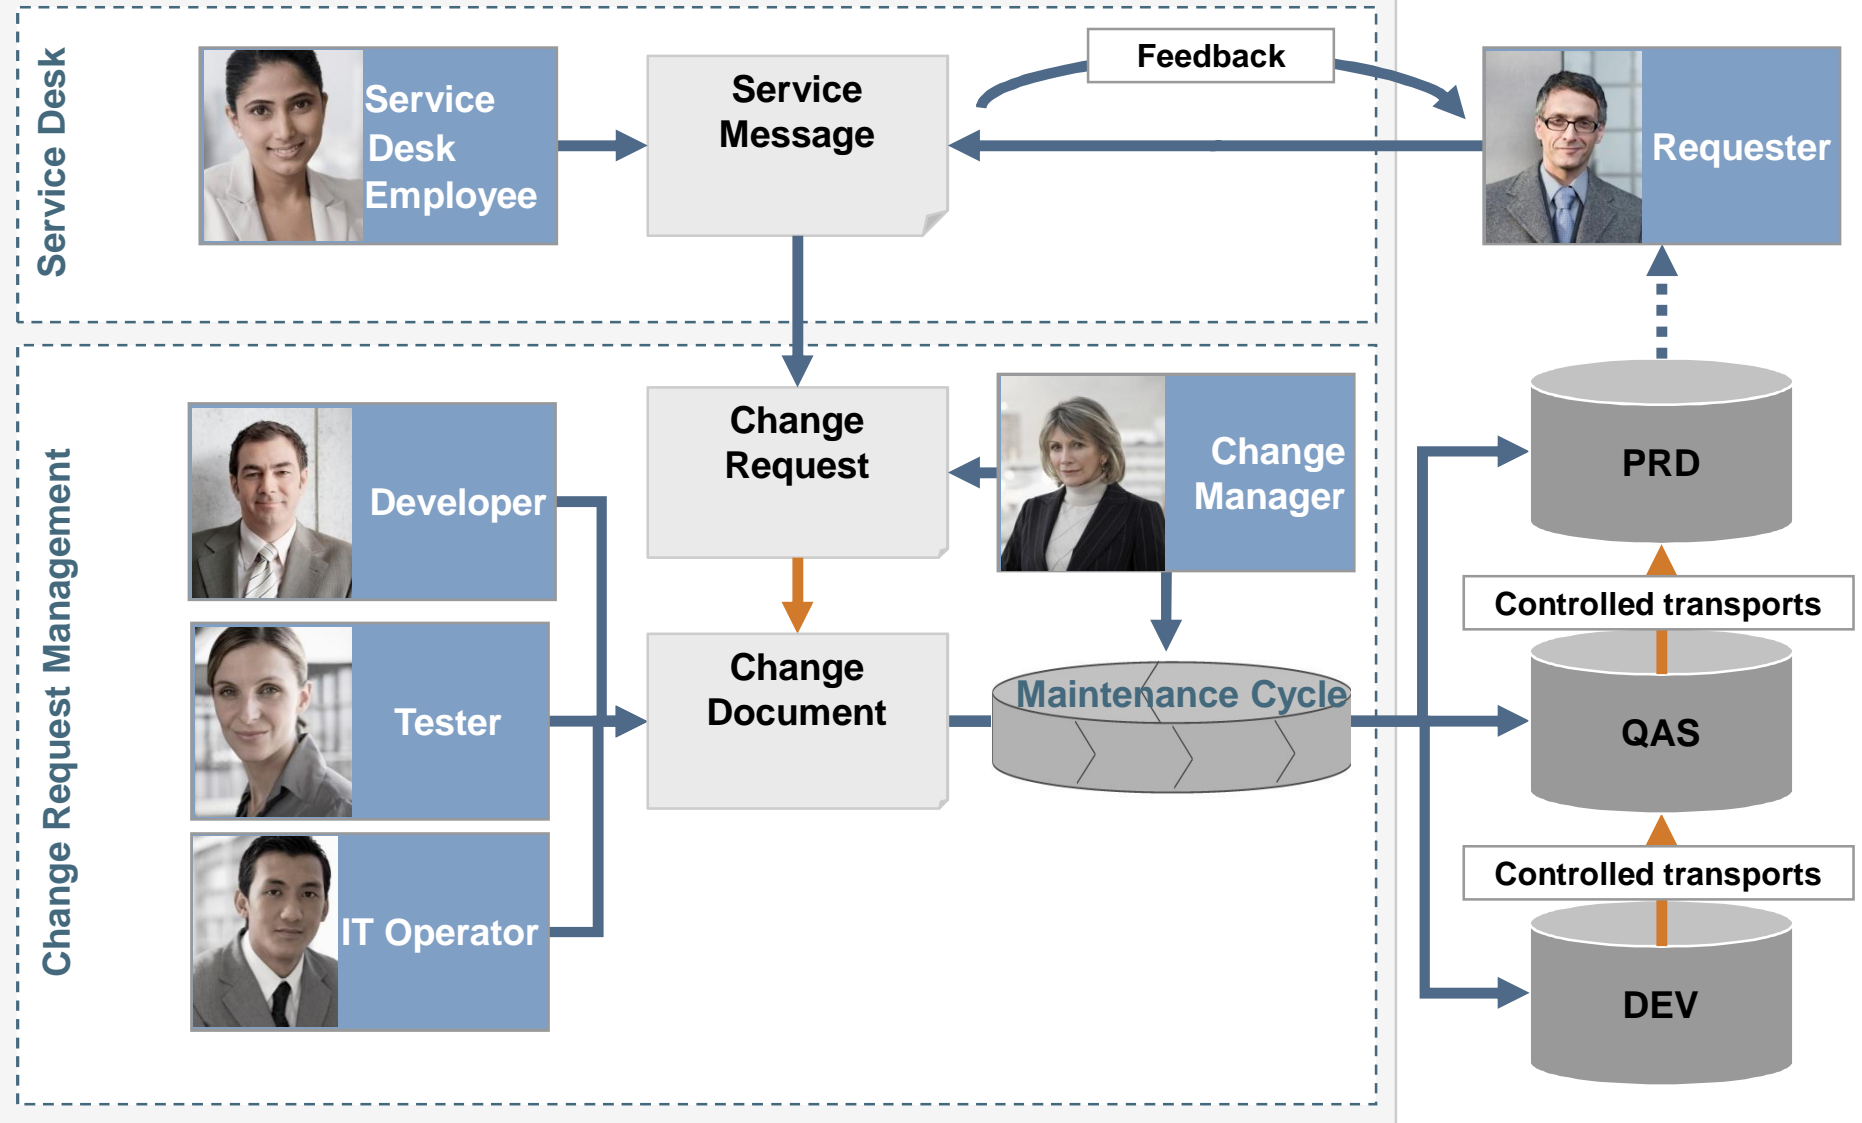 Service Desk
Service
Desk
Employee
Service
Message
Feedback
Requester
Change Request Management
Developer
Tester
IT Operator
Change
Request
Change
Manager
Change
Document
Maintenance Cycle
PRD
Controlled transports
QAS
Controlled transports
DEV